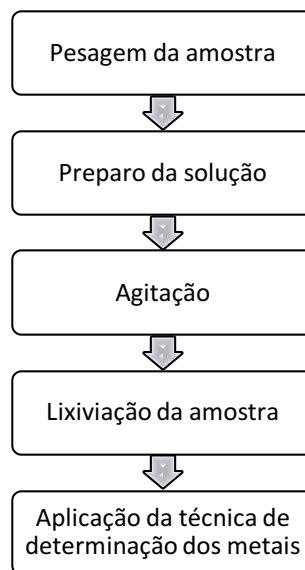 Pesagem da amostra
Preparo da solução
Agitação
Lixiviação da amostra
Aplicação da técnica de
determinação dos metais